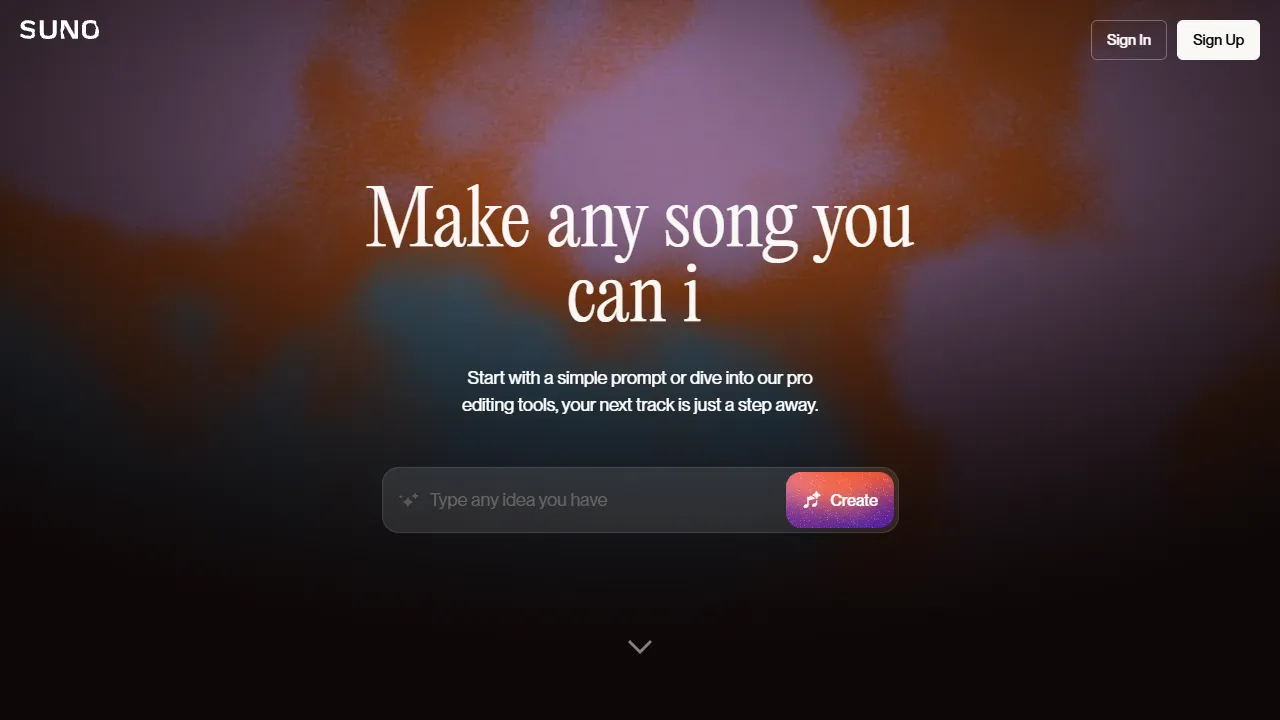 SUNO
Sign In
Sign Up
Make any song you
can i
Start with a simple prompt or dive into our pro
editing tools, your next track is just a step away.
Type any idea you have
Create